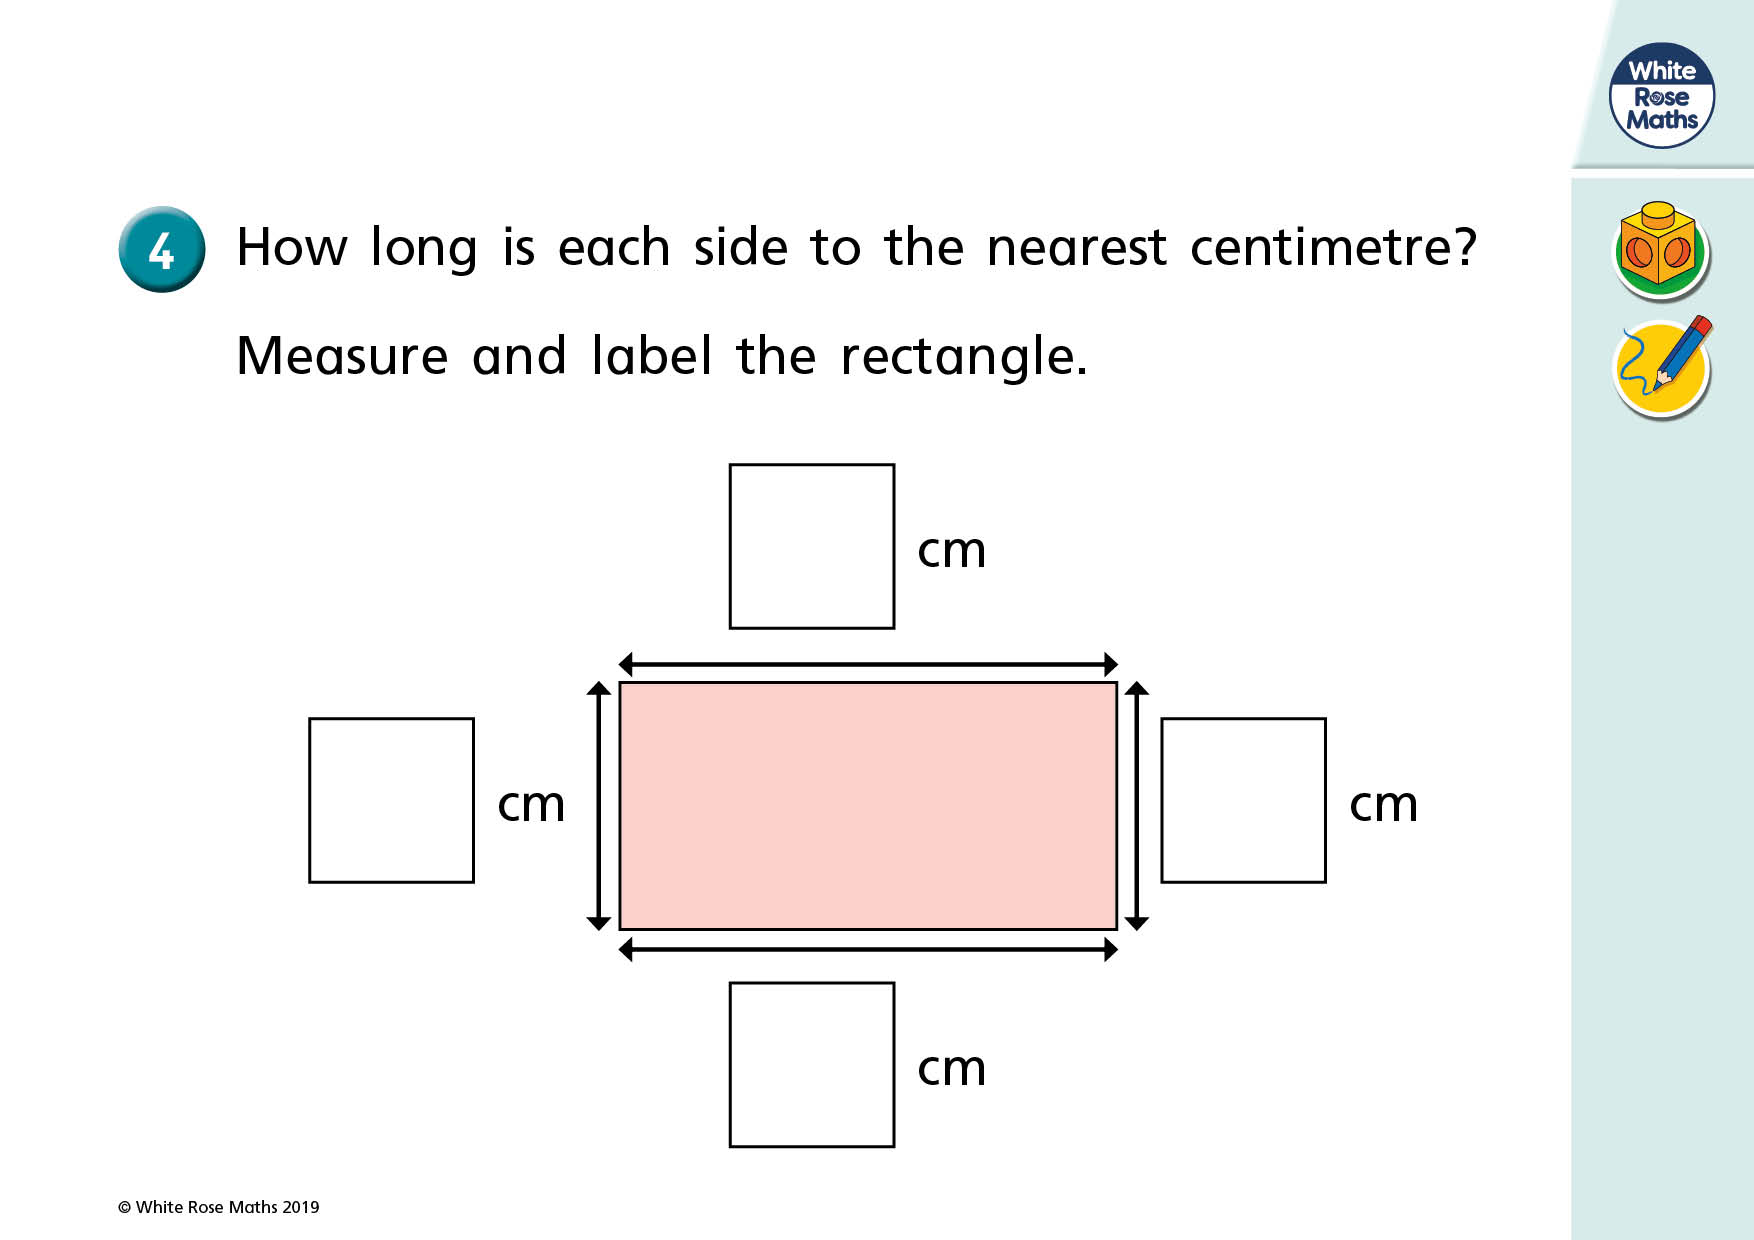 White
Rose
Maths
4 How long is each side to the nearest centimetre?
Measure and label the rectangle.
cm
cm
cm
cm
© White Rose Maths 2019